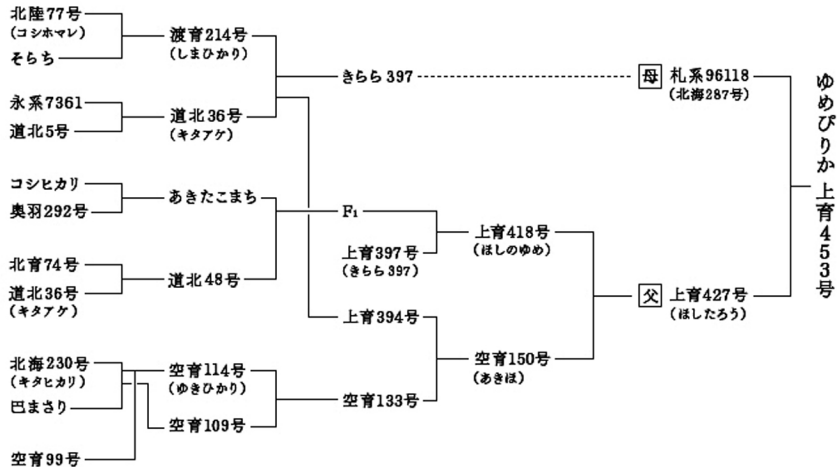 北陸77号
(コシホマレ)
そらち
渡育214号
(しまひかり)
永系7361
道北5号
道北36号
(キタアケ)
きらら397
母 札系96118
(北海287号)
コシヒカリ
奥羽292号
あきたこまち
北育74号
道北36号
(キタアケ)
道北48号
F₁
上育397号
(きらら397)
上育418号
(ほしのゆめ)
上育394号
北海230号
(キタヒカリ)
巴まさり
空育99号
空育114号
(ゆきひかり)
空育109号
空育133号
空育150号
(あきほ)
父 上育427号
(ほしたろう)
ゆめぴりか 上育453号